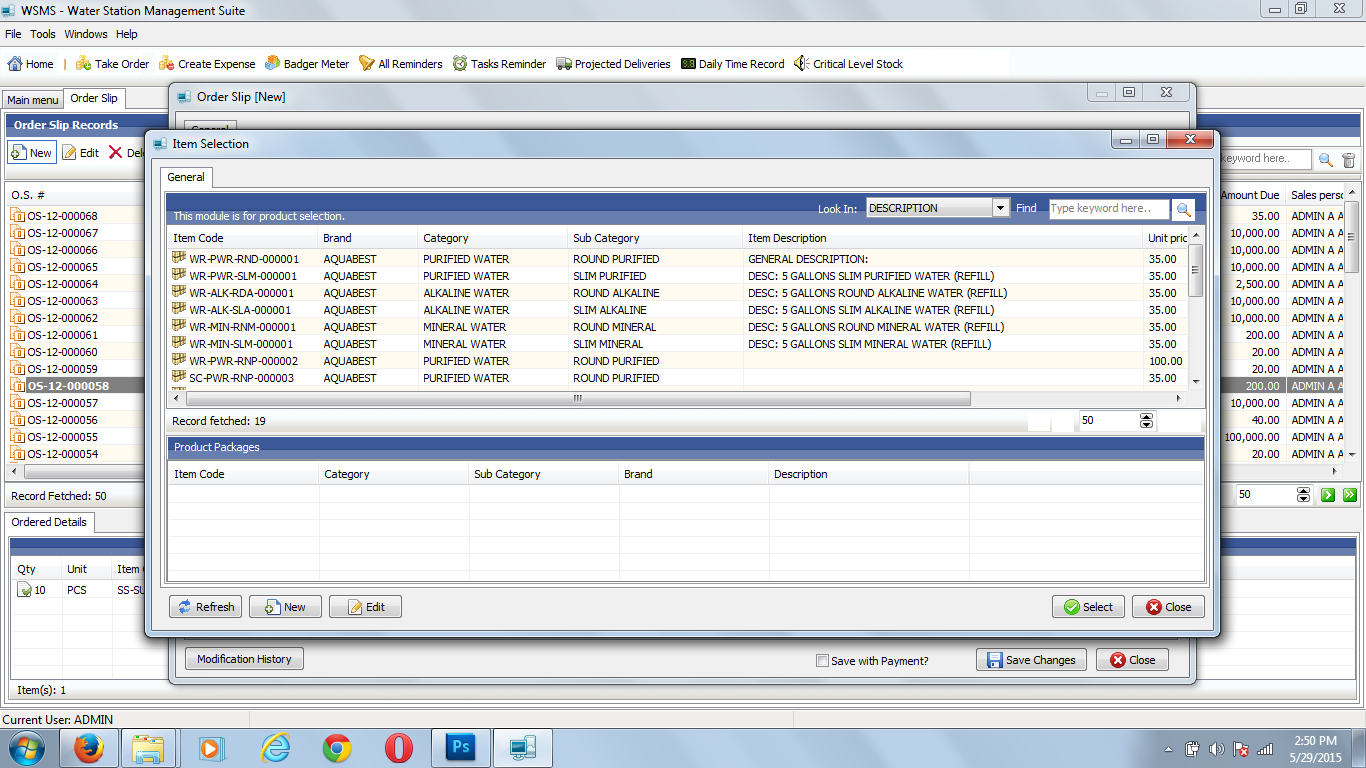 WSMS - Water Station Management Suite
File Tools Windows Help
Home Take Order Create Expense Badger Meter All Reminders Tasks Reminder Projected Deliveries 8.8 Daily Time Record Critical Level Stock
Main menu Order Slip
Order Slip [New]
Order Slip Records
General
New Edit
Item Selection
keyword here..
General
O.S. # Amount Due
This module is for product selection. Look In: DESCRIPTION Find Type keyword here..
Item Code Brand Category Sub Category Item Description
OS-12-000068 35.00 ADMIN A A
OS-12-000067 10,000.00 ADMIN A A
OS-12-000066 10,000.00 ADMIN A A
OS-12-000065 10,000.00 ADMIN A A
OS-12-000064 2,500.00 ADMIN A A
OS-12-000063 10,000.00 ADMIN A A
OS-12-000062 10,000.00 ADMIN A A
OS-12-000061 200.00 ADMIN A A
OS-12-000060 20.00 ADMIN A A
OS-12-000059 20.00 ADMIN A A
OS-12-000058 200.00 ADMIN A A
OS-12-000057 10,000.00 ADMIN A A
OS-12-000056 40.00 ADMIN A A
OS-12-000055 100,000.00 ADMIN A A
OS-12-000054 20.00 ADMIN A A
WR-PWR-RND-000001 AQUABEST PURIFIED WATER ROUND PURIFIED GENERAL DESCRIPTION: 35.00
WR-PWR-SLM-000001 AQUABEST PURIFIED WATER SLIM PURIFIED DESC: 5 GALLONS SLIM PURIFIED WATER (REFILL) 35.00
WR-ALK-RDA-000001 AQUABEST ALKALINE WATER ROUND ALKALINE DESC: 5 GALLONS ROUND ALKALINE WATER (REFILL) 35.00
WR-ALK-SLA-000001 AQUABEST ALKALINE WATER SLIM ALKALINE DESC: 5 GALLONS SLIM ALKALINE WATER (REFILL) 35.00
WR-MIN-RNM-000001 AQUABEST MINERAL WATER ROUND MINERAL DESC: 5 GALLONS ROUND MINERAL WATER (REFILL) 35.00
WR-MIN-SLM-000001 AQUABEST MINERAL WATER SLIM MINERAL DESC: 5 GALLONS SLIM MINERAL WATER (REFILL) 35.00
WR-PWR-RNP-000002 AQUABEST PURIFIED WATER ROUND PURIFIED 100.00
SC-PWR-RNP-000003 AQUABEST PURIFIED WATER ROUND PURIFIED 35.00
Record fetched: 19 50
Product Packages
Item Code Category Sub Category Brand Description
Record Fetched: 50 50
Ordered Details
Qty Unit Item
10 PCS SS-SU
Refresh New Edit Select Close
Modification History Save with Payment? Save Changes Close
Item(s): 1
Current User: ADMIN
Ps
2:50 PM
5/29/2015